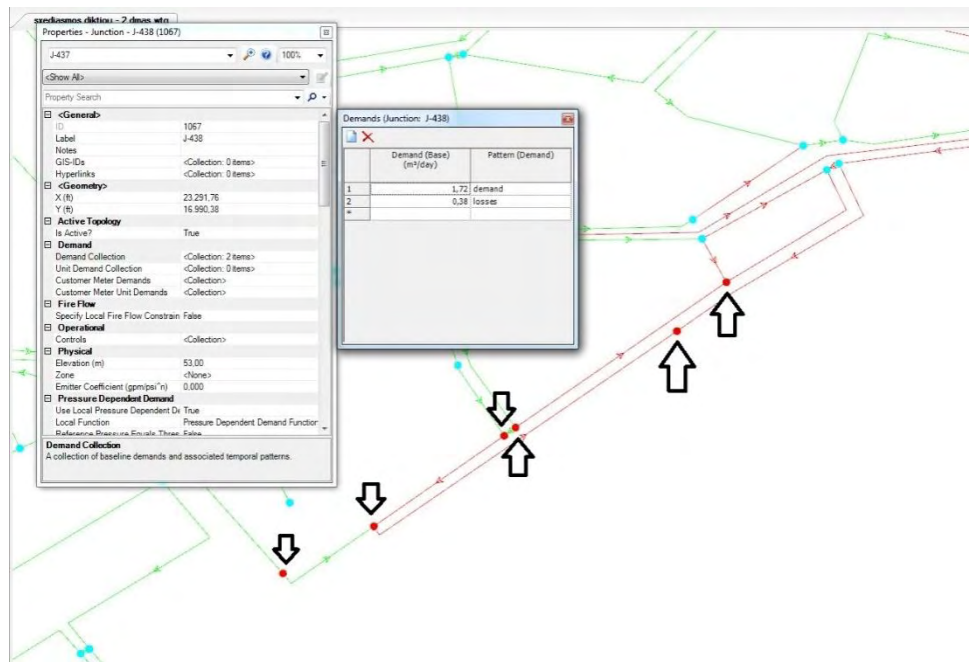 sxediasmos diktiou - 2 dmas.wtg
Properties - Junction - J-438 (1067)
J-437
100%
<Show All>
Property Search
<General>
ID 1067
Label J-438
Notes
GIS-IDs <Collection: 0 items>
Hyperlinks <Collection: 0 items>
<Geometry>
X (ft) 23.291,76
Y (ft) 16.990,38
Active Topology
Is Active? True
Demand
Demand Collection <Collection: 2 items>
Unit Demand Collection <Collection: 0 items>
Customer Meter Demands <Collection>
Customer Meter Unit Demands <Collection>
Fire Flow
Specify Local Fire Flow Constrain False
Operational
Controls <Collection>
Physical
Elevation (m) 53,00
Zone <None>
Emitter Coefficient (gpm/psi^n) 0,000
Pressure Dependent Demand
Use Local Pressure Dependent De True
Local Function Pressure Dependent Demand Function
Reference Pressure Equals Thres False
Demand Collection
A collection of baseline demands and associated temporal patterns.
Demands (Junction: J-438)
Demand (Base) Pattern (Demand)
(m³/day)
1 1,72 demand
2 0,38 losses
*